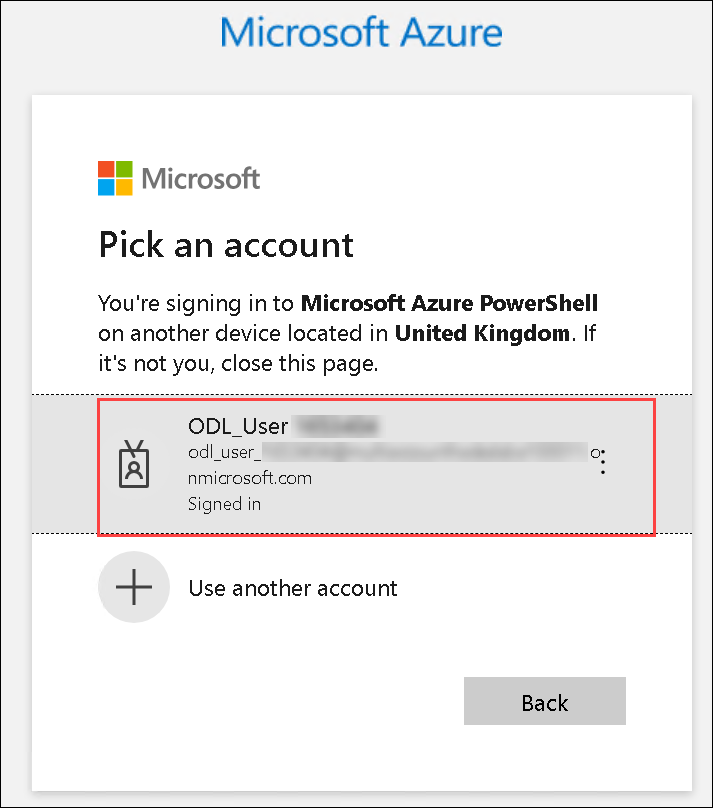 Microsoft Azure
Microsoft
Pick an account
You're signing in to Microsoft Azure PowerShell
on another device located in United Kingdom. If
it's not you, close this page.
ODL_User
odl_user_ o
nmicrosoft.com
Signed in
Use another account
Back